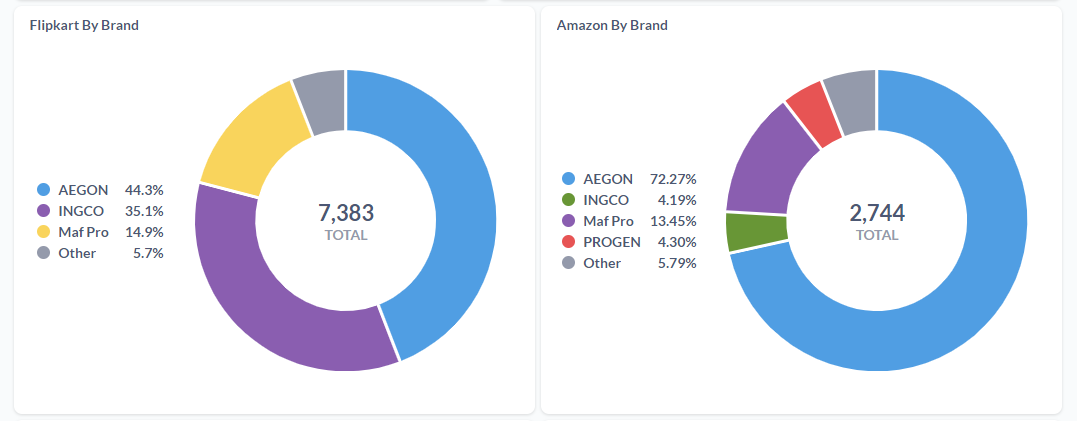 Flipkart By Brand
AEGON 44.3%
INGCO 35.1%
Maf Pro 14.9%
Other 5.7%
7,383
TOTAL
Amazon By Brand
AEGON 72.27%
INGCO 4.19%
Maf Pro 13.45%
PROGEN 4.30%
Other 5.79%
2,744
TOTAL